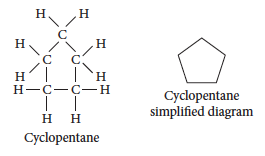 H H
C
H H
C C
H H
H–C–C–H
H H
Cyclopentane
Cyclopentane
simplified diagram